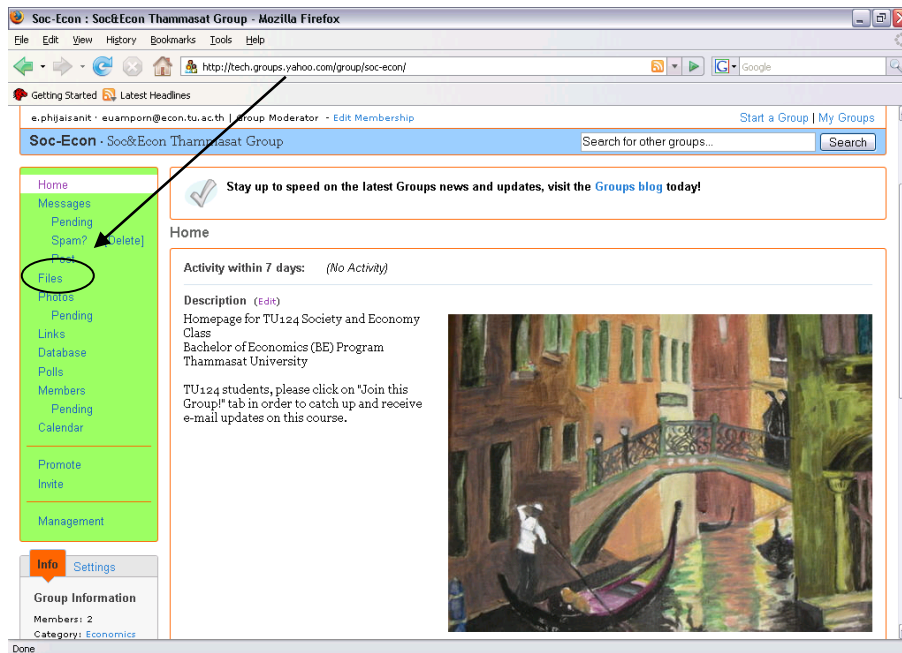 Soc-Econ : Soc&Econ Thammasat Group - Mozilla Firefox
File Edit View History Bookmarks Tools Help
http://tech.groups.yahoo.com/group/soc-econ/
G Google
Getting Started Latest Headlines
e.phijaisanit · euamporn@econ.tu.ac.th | Group Moderator - Edit Membership
Start a Group | My Groups
Soc-Econ · Soc&Econ Thammasat Group
Search for other groups...
Search
Home
Messages
Pending
Spam? [Delete]
Post
Files
Photos
Pending
Links
Database
Polls
Members
Pending
Calendar
Promote
Invite
Management
Info Settings
Group Information
Members: 2
Category: Economics
Stay up to speed on the latest Groups news and updates, visit the Groups blog today!
Home
Activity within 7 days: (No Activity)
Description (Edit)
Homepage for TU124 Society and Economy
Class
Bachelor of Economics (BE) Program
Thammasat University
TU124 students, please click on "Join this
Group!" tab in order to catch up and receive
e-mail updates on this course.
Done